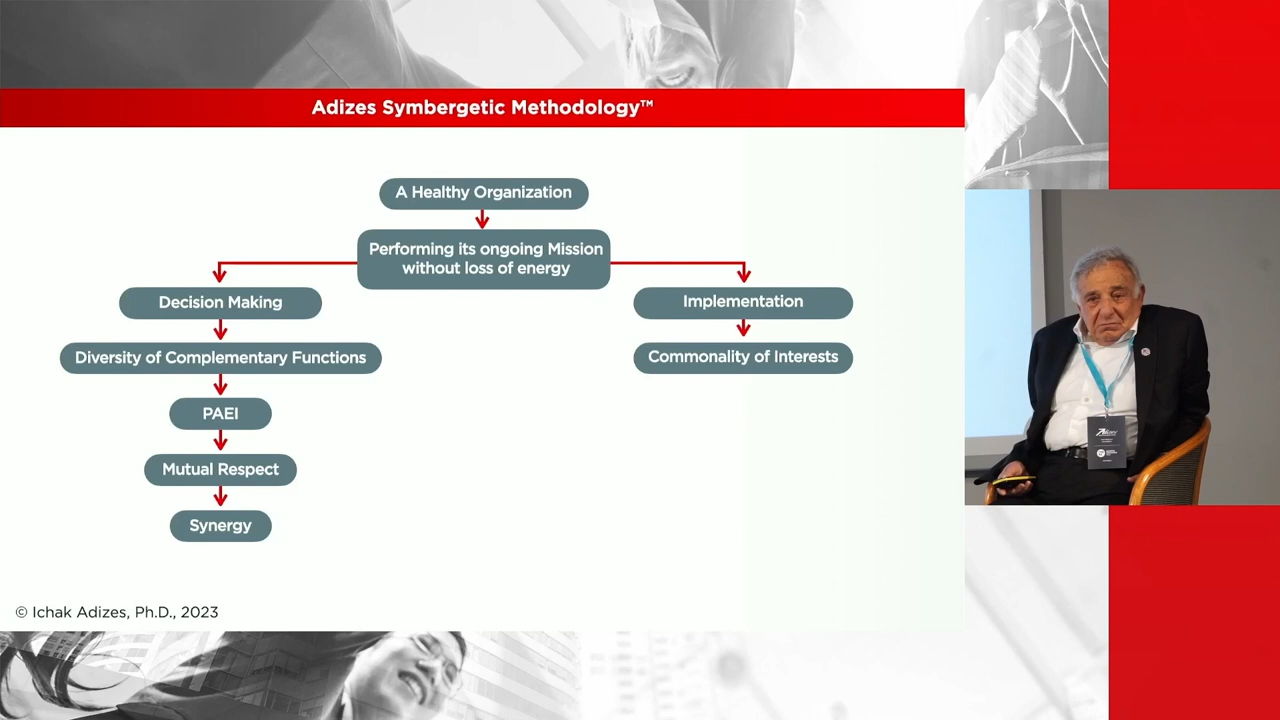 Adizes Symbergetic Methodology™
A Healthy Organization
Performing its ongoing Mission
without loss of energy
Decision Making
Implementation
Diversity of Complementary Functions
Commonality of Interests
PAEI
Mutual Respect
Synergy
© Ichak Adizes, Ph.D., 2023